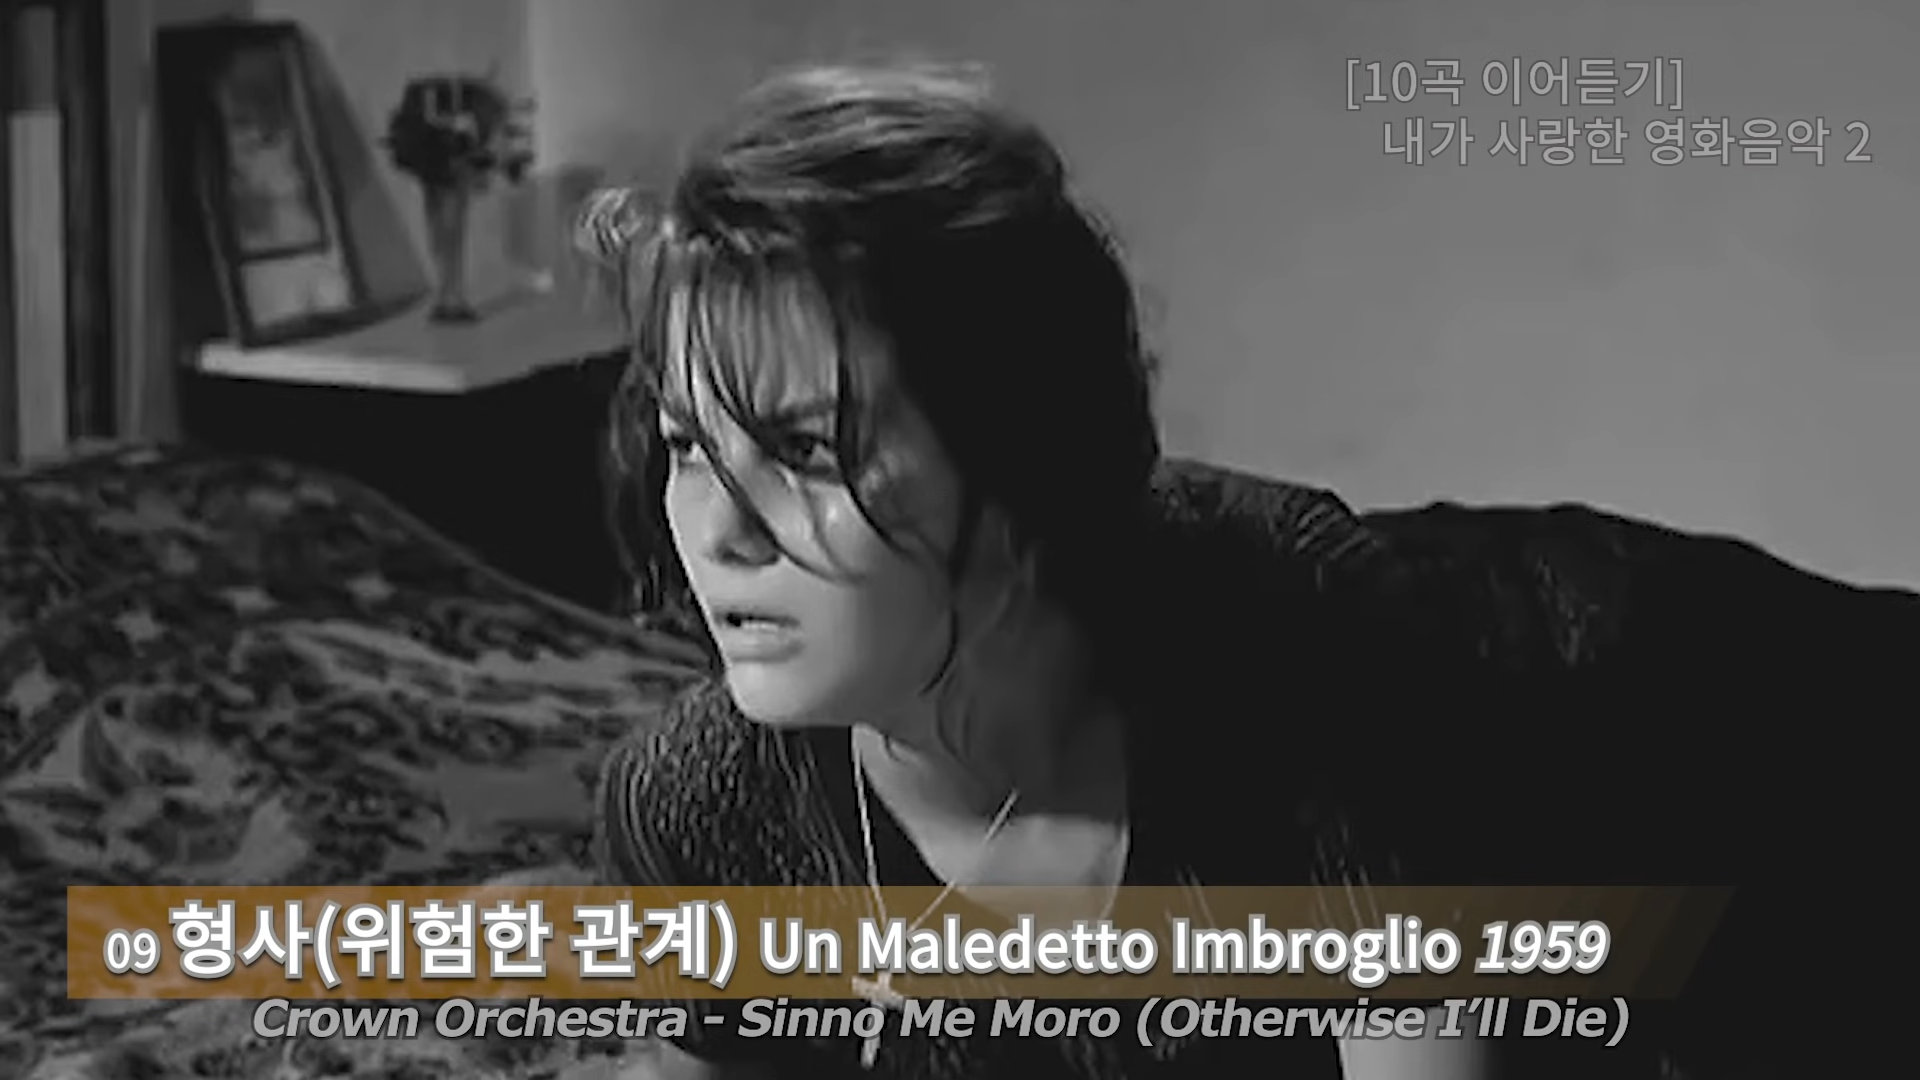 [10곡 이어듣기]
내가 사랑한 영화음악 2
09 형사(위험한 관계) Un Maledetto Imbroglio 1959
Crown Orchestra - Sinno Me Moro (Otherwise I'll Die)